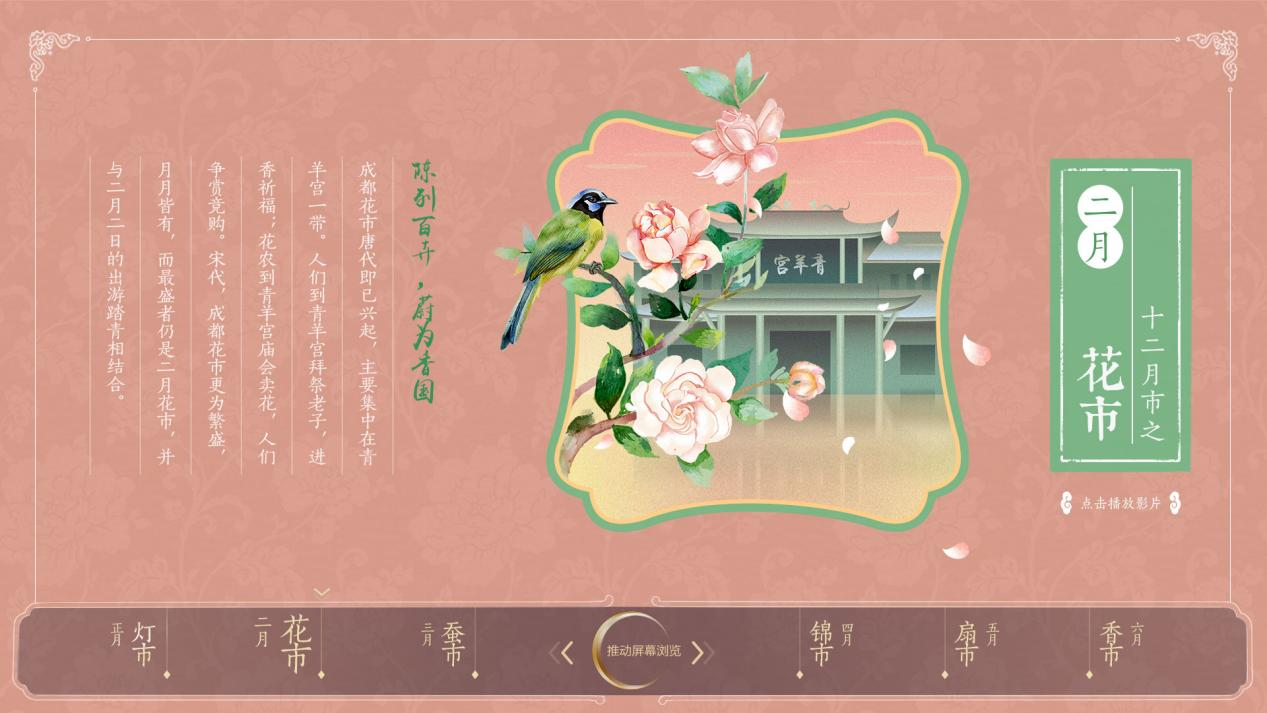 二月
十二月市之
花市
点击播放影片
青羊宫
陈列百卉，蔚为香国
成都花市唐代即已兴起，主要集中在青
羊宫一带。人们到青羊宫拜祭老子，进
香祈福；花农到青羊宫庙会卖花，人们
争赏竞购。宋代，成都花市更为繁盛，
月月皆有，而最盛者仍是二月花市，并
与二月二日的出游踏青相结合。
正月
灯市
二月
花市
三月
蚕市
推动屏幕浏览
锦市
四月
扇市
五月
香市
六月